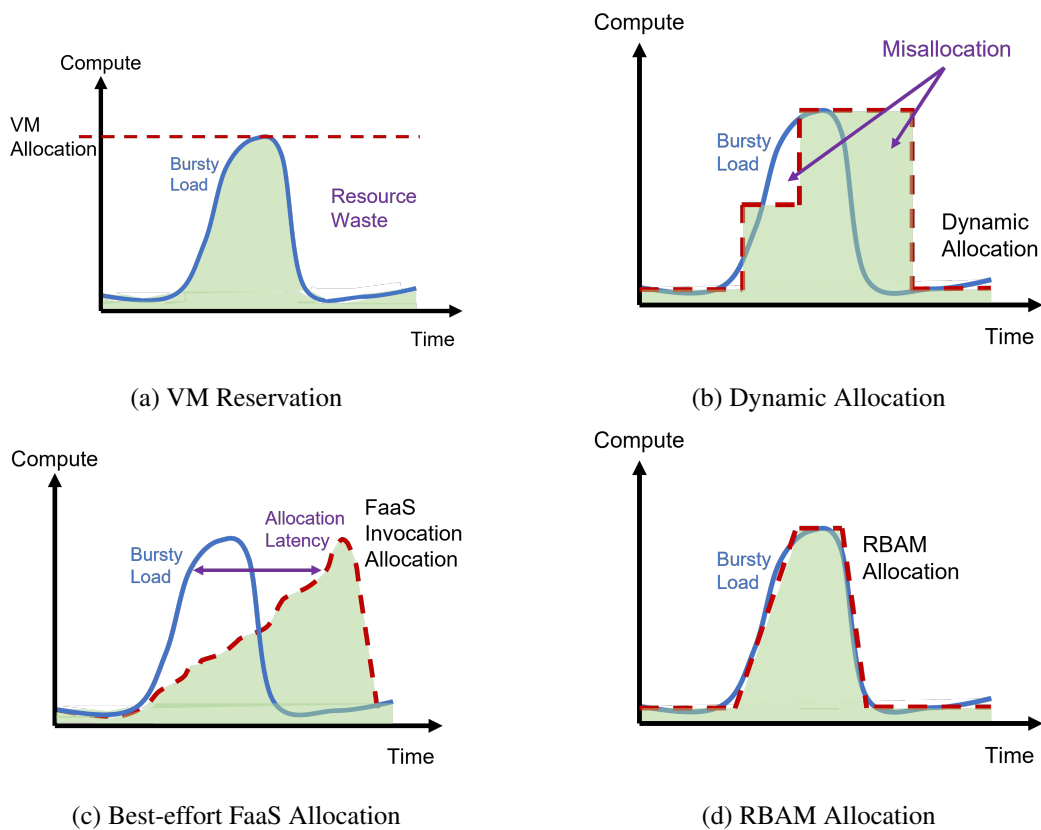 Compute
VM
Allocation
Bursty
Load
Resource
Waste
Time
(a) VM Reservation
Compute
Misallocation
Bursty
Load
Dynamic
Allocation
Time
(b) Dynamic Allocation
Compute
Bursty
Load
Allocation
Latency
FaaS
Invocation
Allocation
Time
(c) Best-effort FaaS Allocation
Compute
Bursty
Load
RBAM
Allocation
Time
(d) RBAM Allocation